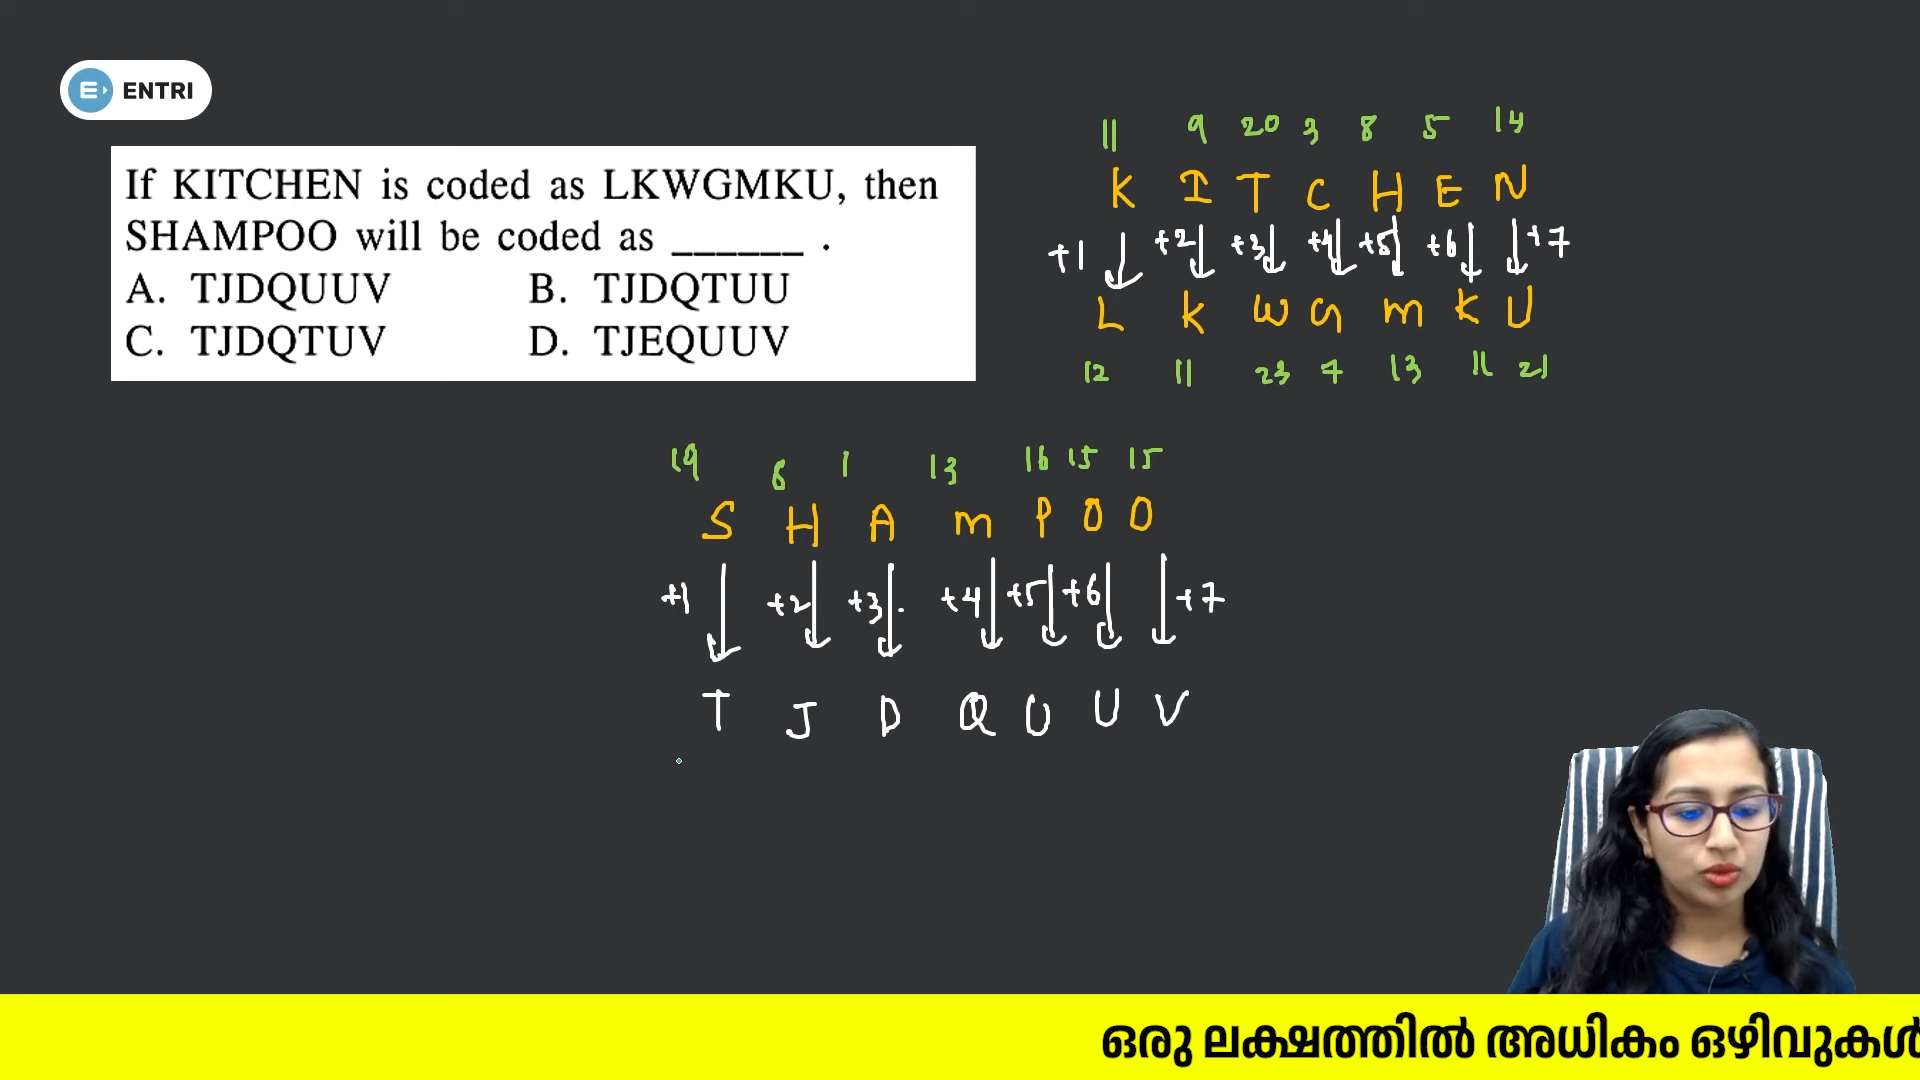 ENTRI
If KITCHEN is coded as LKWGMKU, then
SHAMPOO will be coded as ______ .
A. TJDQUUV B. TJDQTUU
C. TJDQTUV D. TJEQUUV
11 9 20 3 8 5 14
K I T C H E N
+1 +2 +3 +4 +5 +6 +7
L K W G M K U
12 11 23 7 13 11 21
19 8 1 13 16 15 15
S H A M P O O
+1 +2 +3 +4 +5 +6 +7
T J D Q U U V
ഒരു ലക്ഷത്തിൽ അധികം ഒഴിവുകൾ